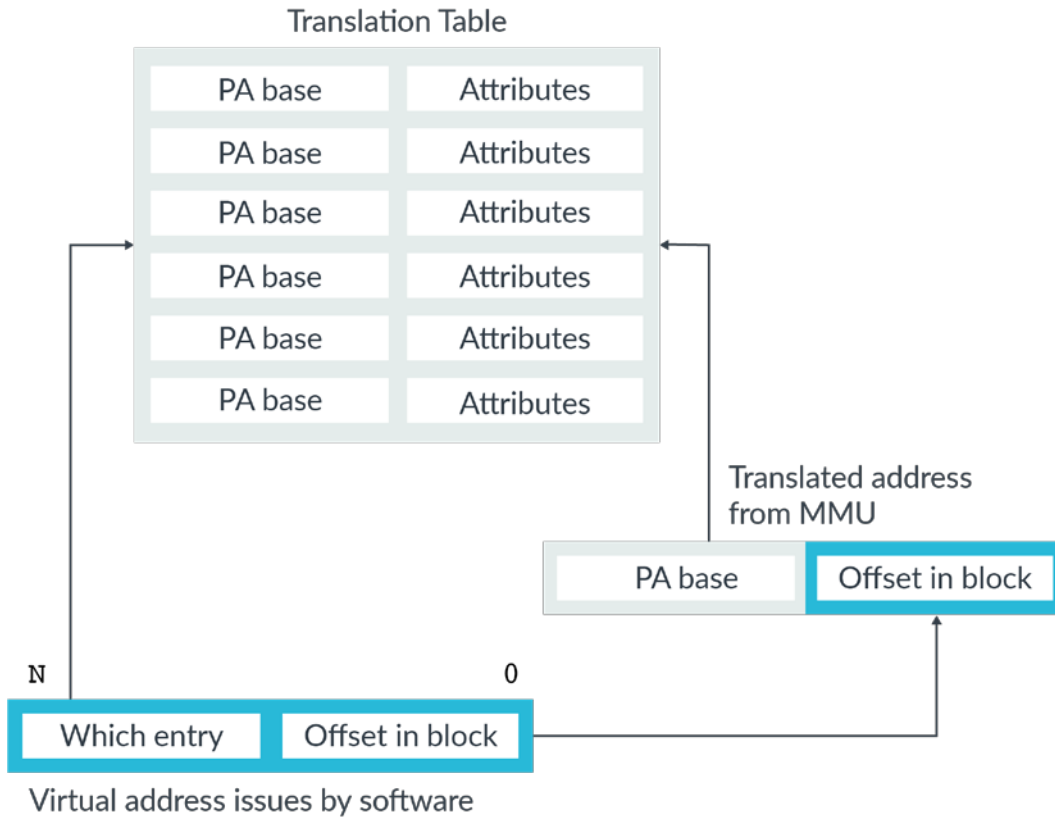 Translation Table
PA base Attributes
PA base Attributes
PA base Attributes
PA base Attributes
PA base Attributes
PA base Attributes
Translated address
from MMU
PA base Offset in block
N 0
Which entry Offset in block
Virtual address issues by software